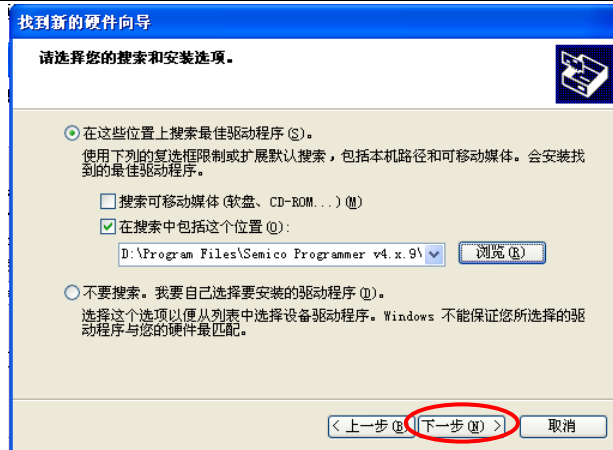 找到新的硬件向导
请选择您的搜索和安装选项。
在这些位置上搜索最佳驱动程序(S)。
使用下列的复选框限制或扩展默认搜索，包括本机路径和可移动媒体。会安装找
到的最佳驱动程序。
搜索可移动媒体(软盘、CD-ROM...)(M)
在搜索中包括这个位置(O):
D:\Program Files\Semico Programmer v4.x.9\
浏览(R)
不要搜索。我要自己选择要安装的驱动程序(D)。
选择这个选项以便从列表中选择设备驱动程序。Windows 不能保证您所选择的驱
动程序与您的硬件最匹配。
< 上一步(B) 下一步(N) > 取消